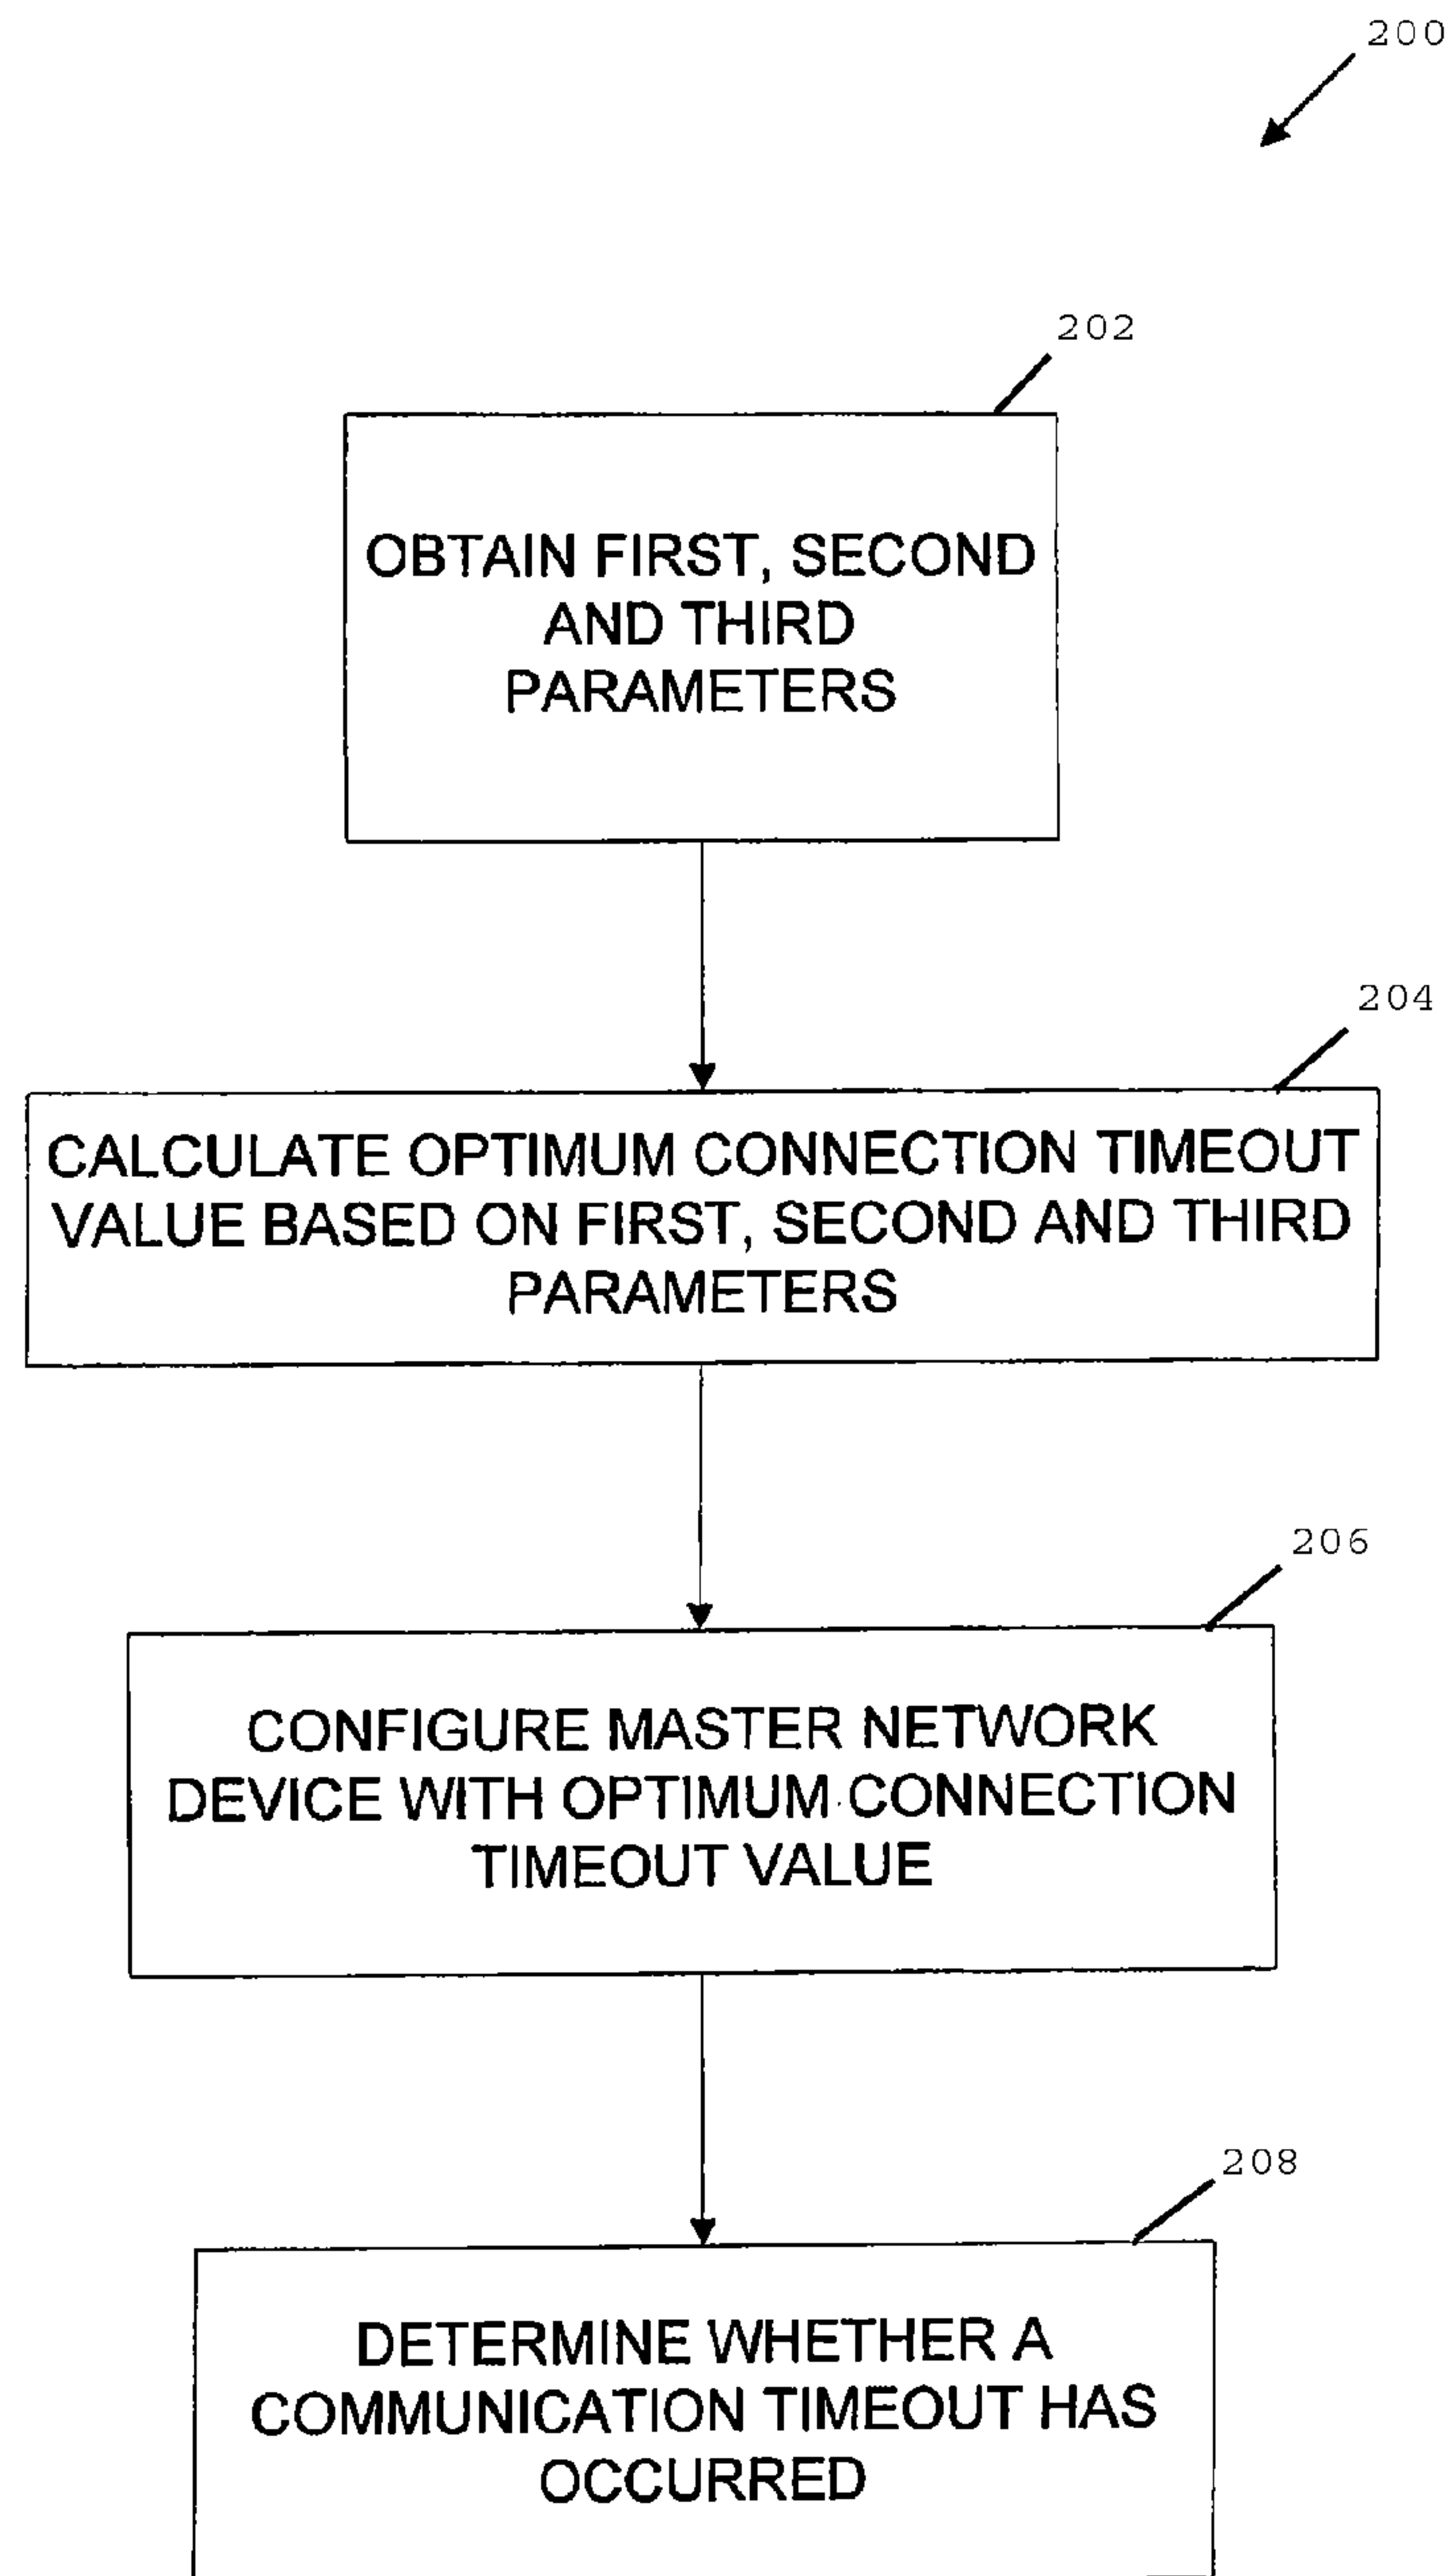 200
202
OBTAIN FIRST, SECOND
AND THIRD
PARAMETERS
204
CALCULATE OPTIMUM CONNECTION TIMEOUT
VALUE BASED ON FIRST, SECOND AND THIRD
PARAMETERS
206
CONFIGURE MASTER NETWORK
DEVICE WITH OPTIMUM CONNECTION
TIMEOUT VALUE
208
DETERMINE WHETHER A
COMMUNICATION TIMEOUT HAS
OCCURRED